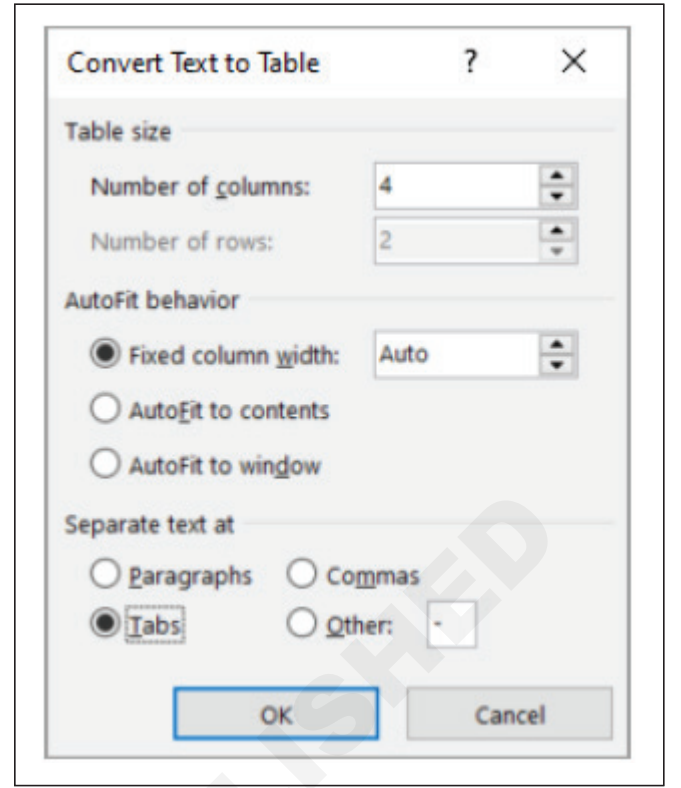 Convert Text to Table ? ×
Table size
Number of columns: 4
Number of rows: 2
AutoFit behavior
Fixed column width: Auto
AutoFit to contents
AutoFit to window
Separate text at
Paragraphs Commas
Tabs Other: -
OK Cancel